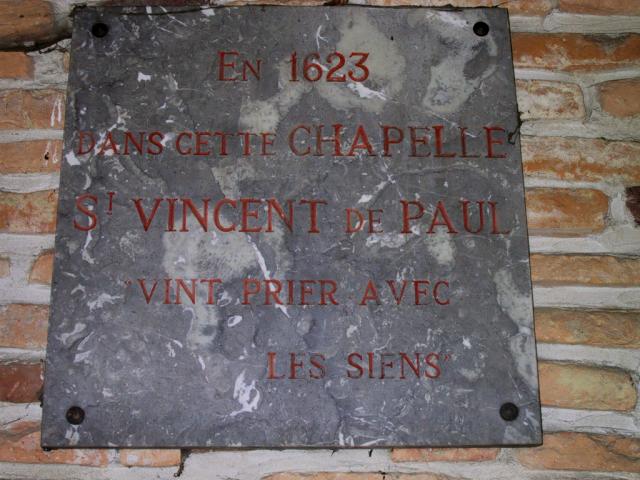 EN 1623
DANS CETTE CHAPELLE
ST VINCENT DE PAUL
"VINT PRIER AVEC
LES SIENS"